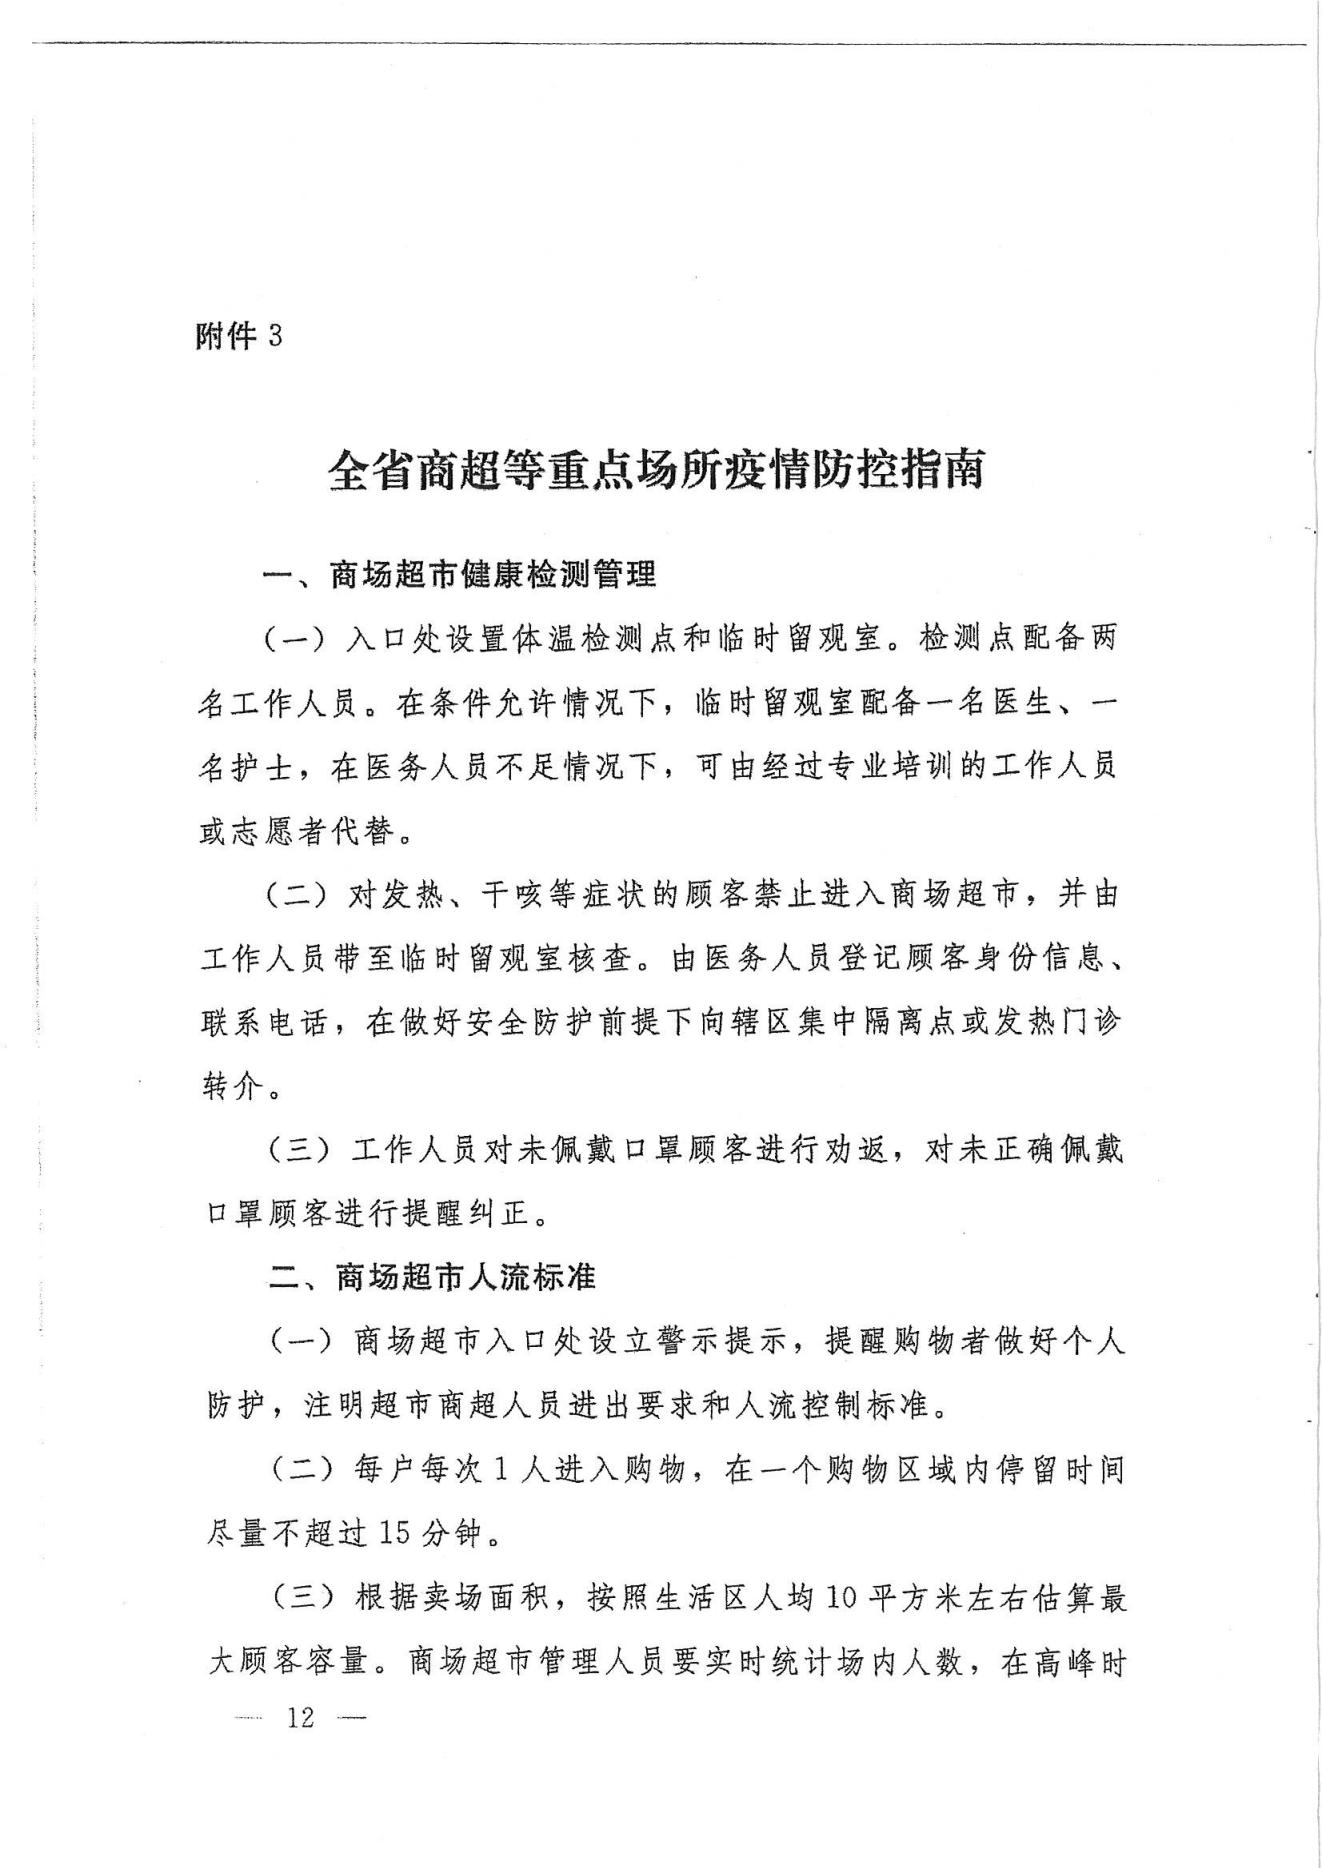 附件 3
全省商超等重点场所疫情防控指南
一、商场超市健康检测管理
（一）入口处设置体温检测点和临时留观室。检测点配备两
名工作人员。在条件允许情况下，临时留观室配备一名医生、一
名护士，在医务人员不足情况下，可由经过专业培训的工作人员
或志愿者代替。
（二）对发热、干咳等症状的顾客禁止进入商场超市，并由
工作人员带至临时留观室核查。由医务人员登记顾客身份信息、
联系电话，在做好安全防护前提下向辖区集中隔离点或发热门诊
转介。
（三）工作人员对未佩戴口罩顾客进行劝返，对未正确佩戴
口罩顾客进行提醒纠正。
二、商场超市人流标准
（一）商场超市入口处设立警示提示，提醒购物者做好个人
防护，注明超市商超人员进出要求和人流控制标准。
（二）每户每次1人进入购物，在一个购物区域内停留时间
尽量不超过15分钟。
（三）根据卖场面积，按照生活区人均10平方米左右估算最
大顾客容量。商场超市管理人员要实时统计场内人数，在高峰时
— 12 —